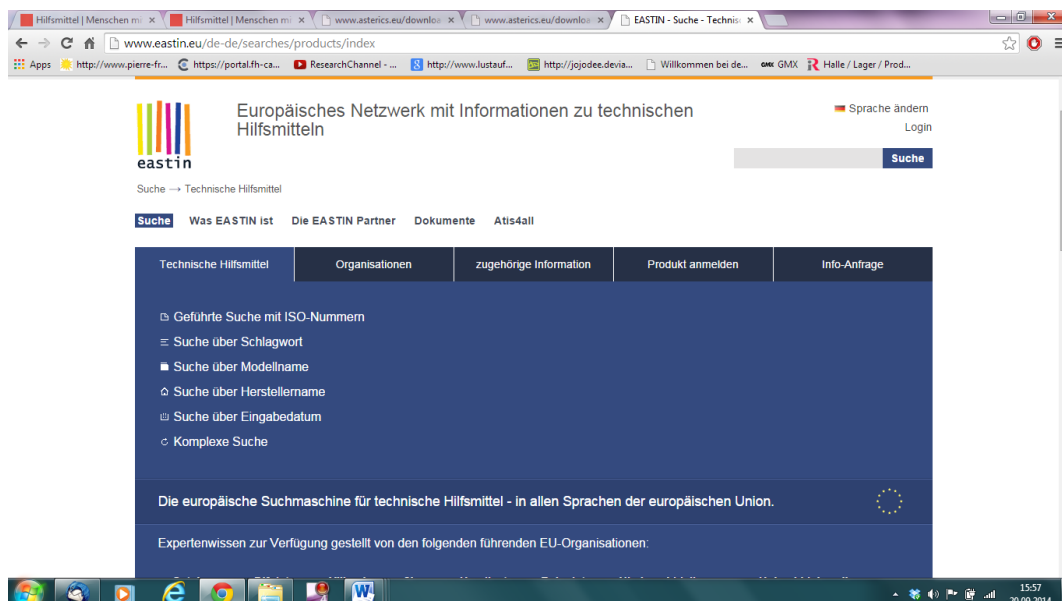 Hilfsmittel | Menschen mi
Hilfsmittel | Menschen mi
www.asterics.eu/downloa
www.asterics.eu/downloa
EASTIN - Suche - Technis
www.eastin.eu/de-de/searches/products/index
Apps http://www.pierre-fr... https://portal.fh-ca... ResearchChannel - ... http://www.lustauf... http://jojodee.devia... Willkommen bei de... GMX GMX Halle / Lager / Prod...
eastin
Europäisches Netzwerk mit Informationen zu technischen
Hilfsmitteln
Sprache ändern
Login
Suche
Suche → Technische Hilfsmittel
Suche Was EASTIN ist Die EASTIN Partner Dokumente Atis4all
Technische Hilfsmittel Organisationen zugehörige Information Produkt anmelden Info-Anfrage
Geführte Suche mit ISO-Nummern
Suche über Schlagwort
Suche über Modellname
Suche über Herstellername
Suche über Eingabedatum
Komplexe Suche
Die europäische Suchmaschine für technische Hilfsmittel - in allen Sprachen der europäischen Union.
Expertenwissen zur Verfügung gestellt von den folgenden führenden EU-Organisationen:
15:57
20.09.2014